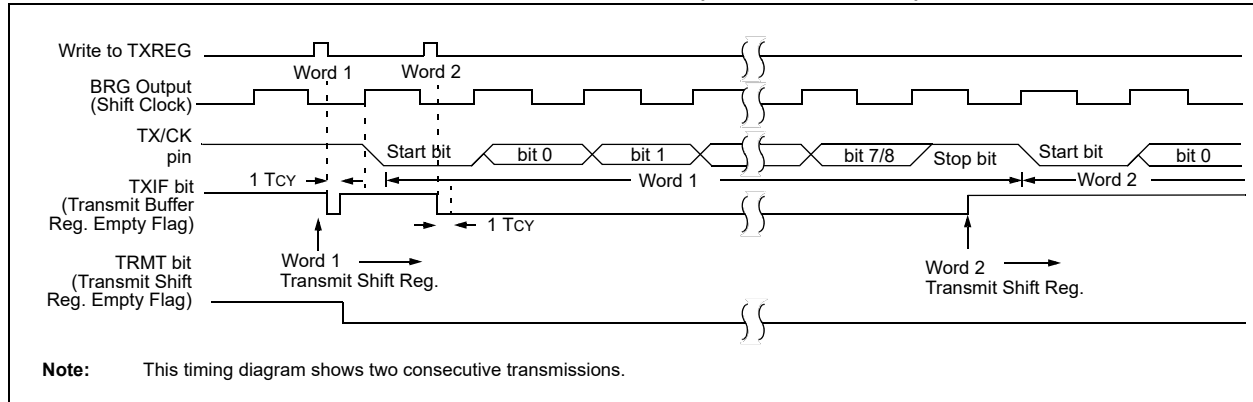 Write to TXREG
Word 1
Word 2
BRG Output
(Shift Clock)
TX/CK
pin
Start bit
bit 0
bit 1
bit 7/8
Stop bit
Start bit
bit 0
1 TCY
Word 1
Word 2
TXIF bit
(Transmit Buffer
Reg. Empty Flag)
1 TCY
Word 1
Transmit Shift Reg.
Word 2
Transmit Shift Reg.
TRMT bit
(Transmit Shift
Reg. Empty Flag)
Note: This timing diagram shows two consecutive transmissions.